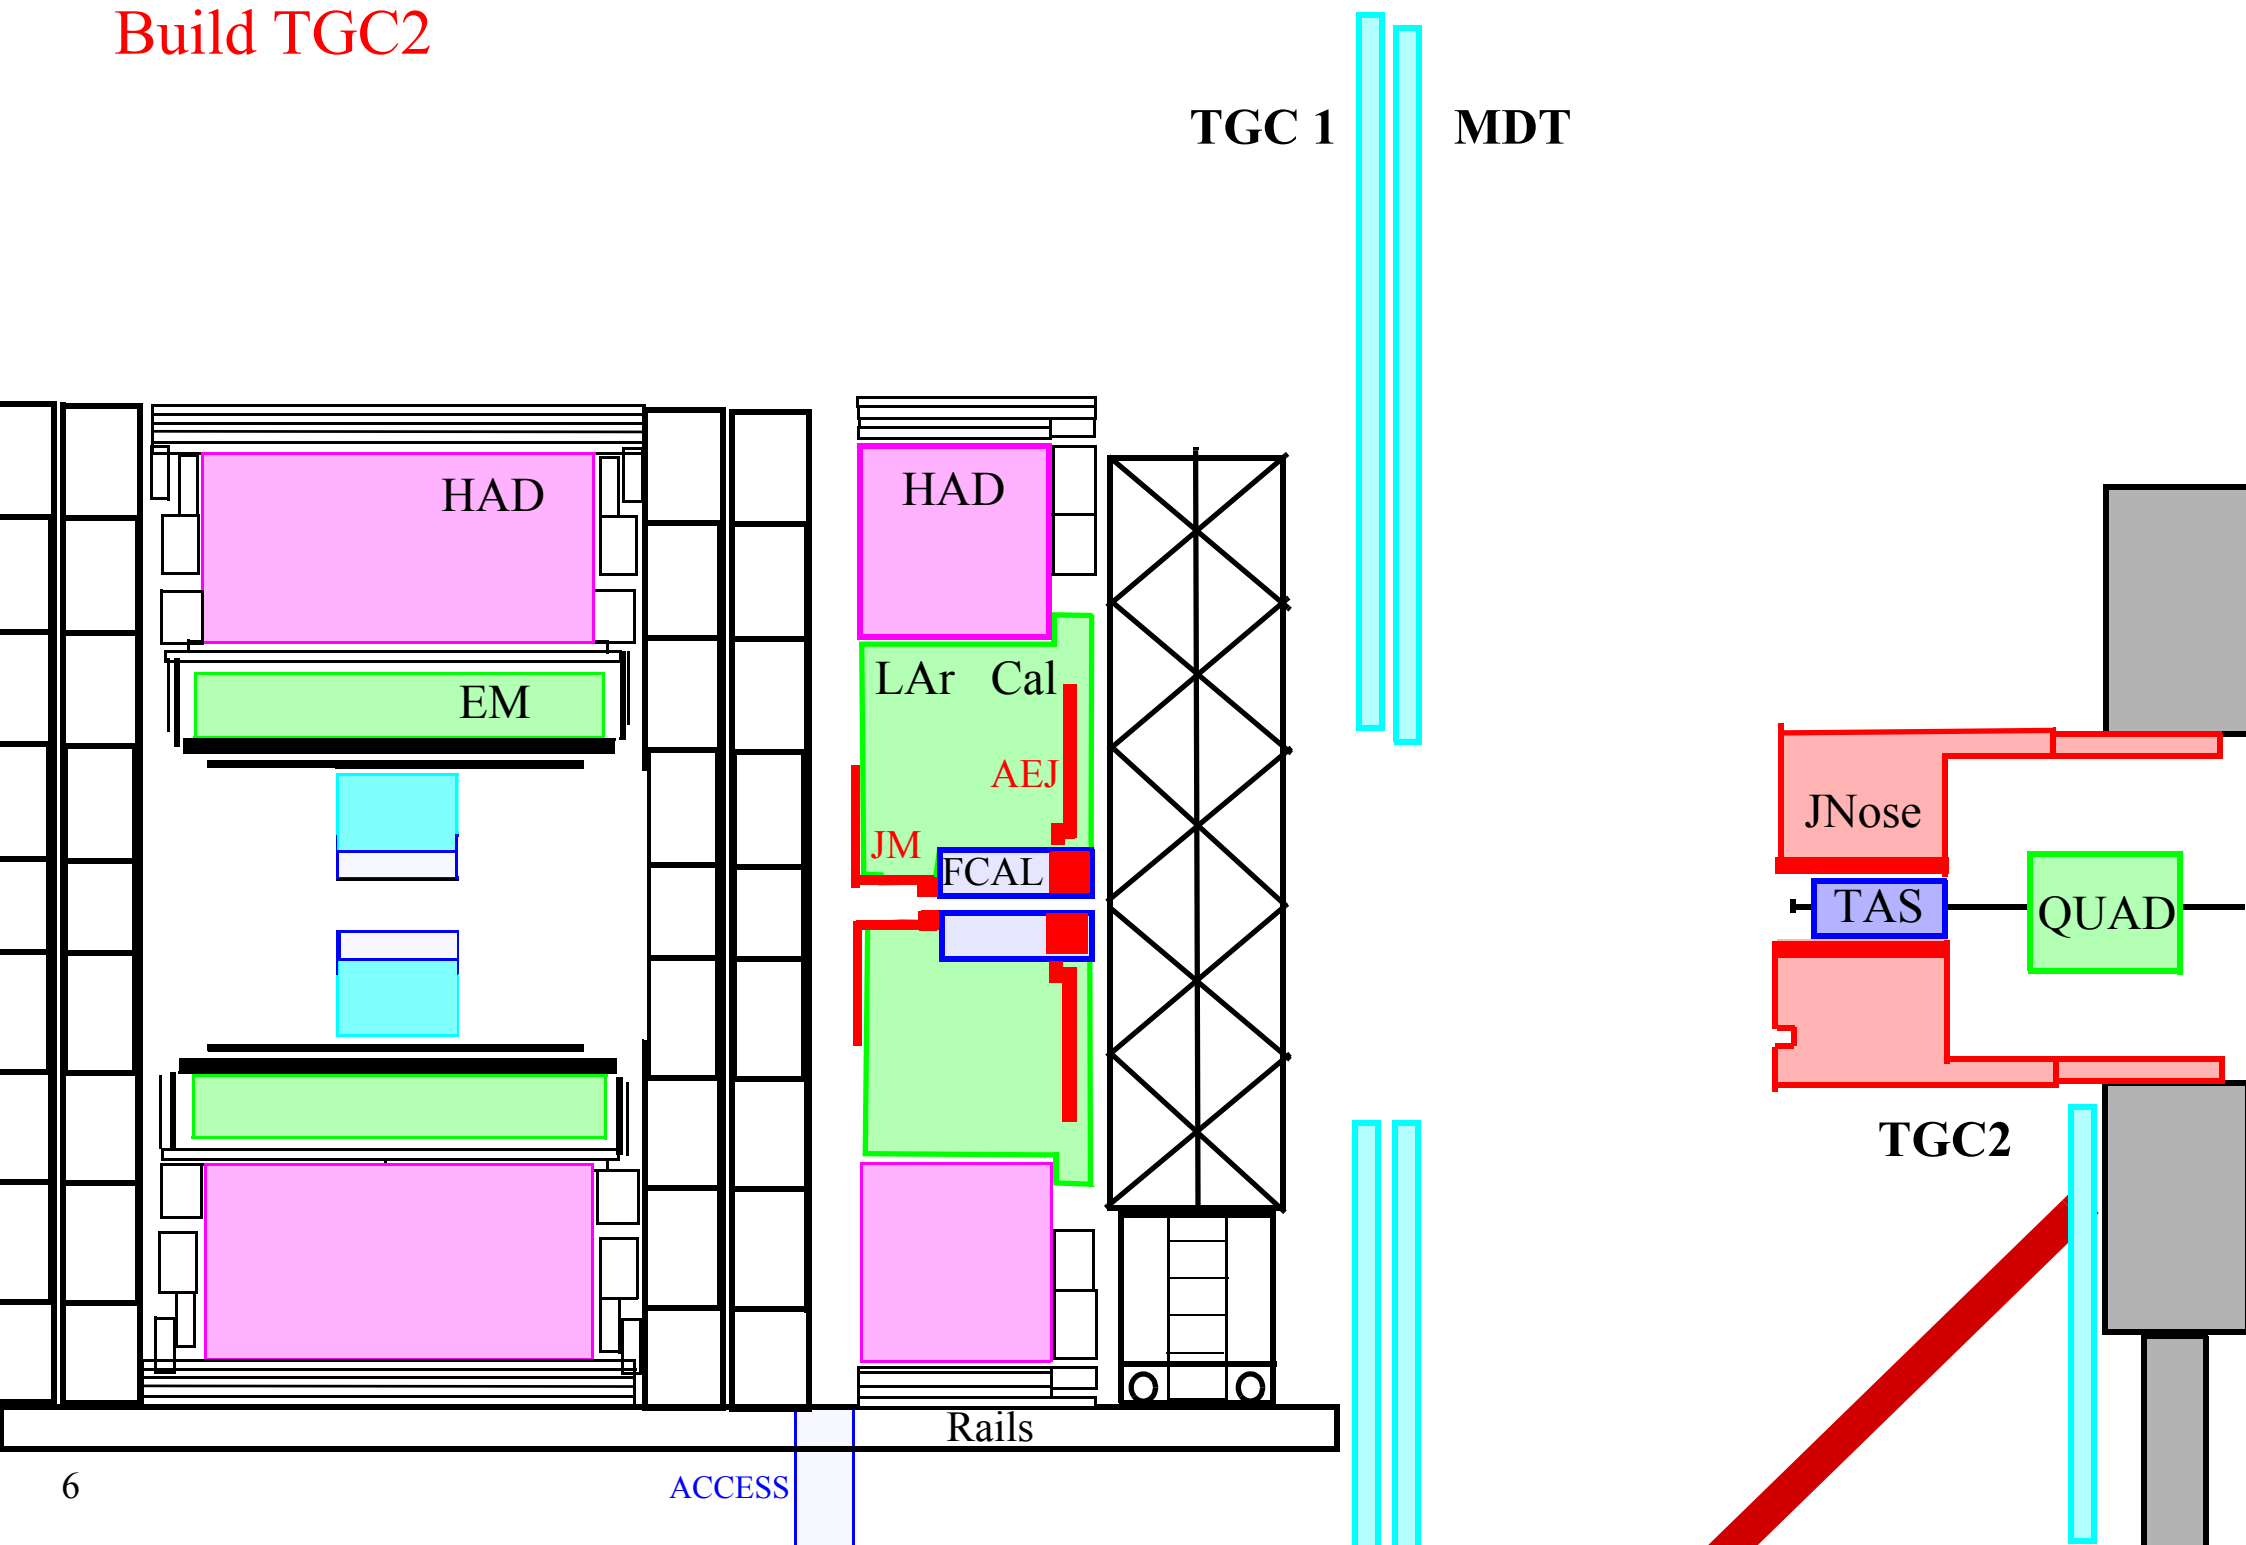 Build TGC2
TGC 1
MDT
HAD
HAD
LAr Cal
EM
AEJ
JM
JNose
FCAL
TAS
QUAD
TGC2
Rails
6
ACCESS